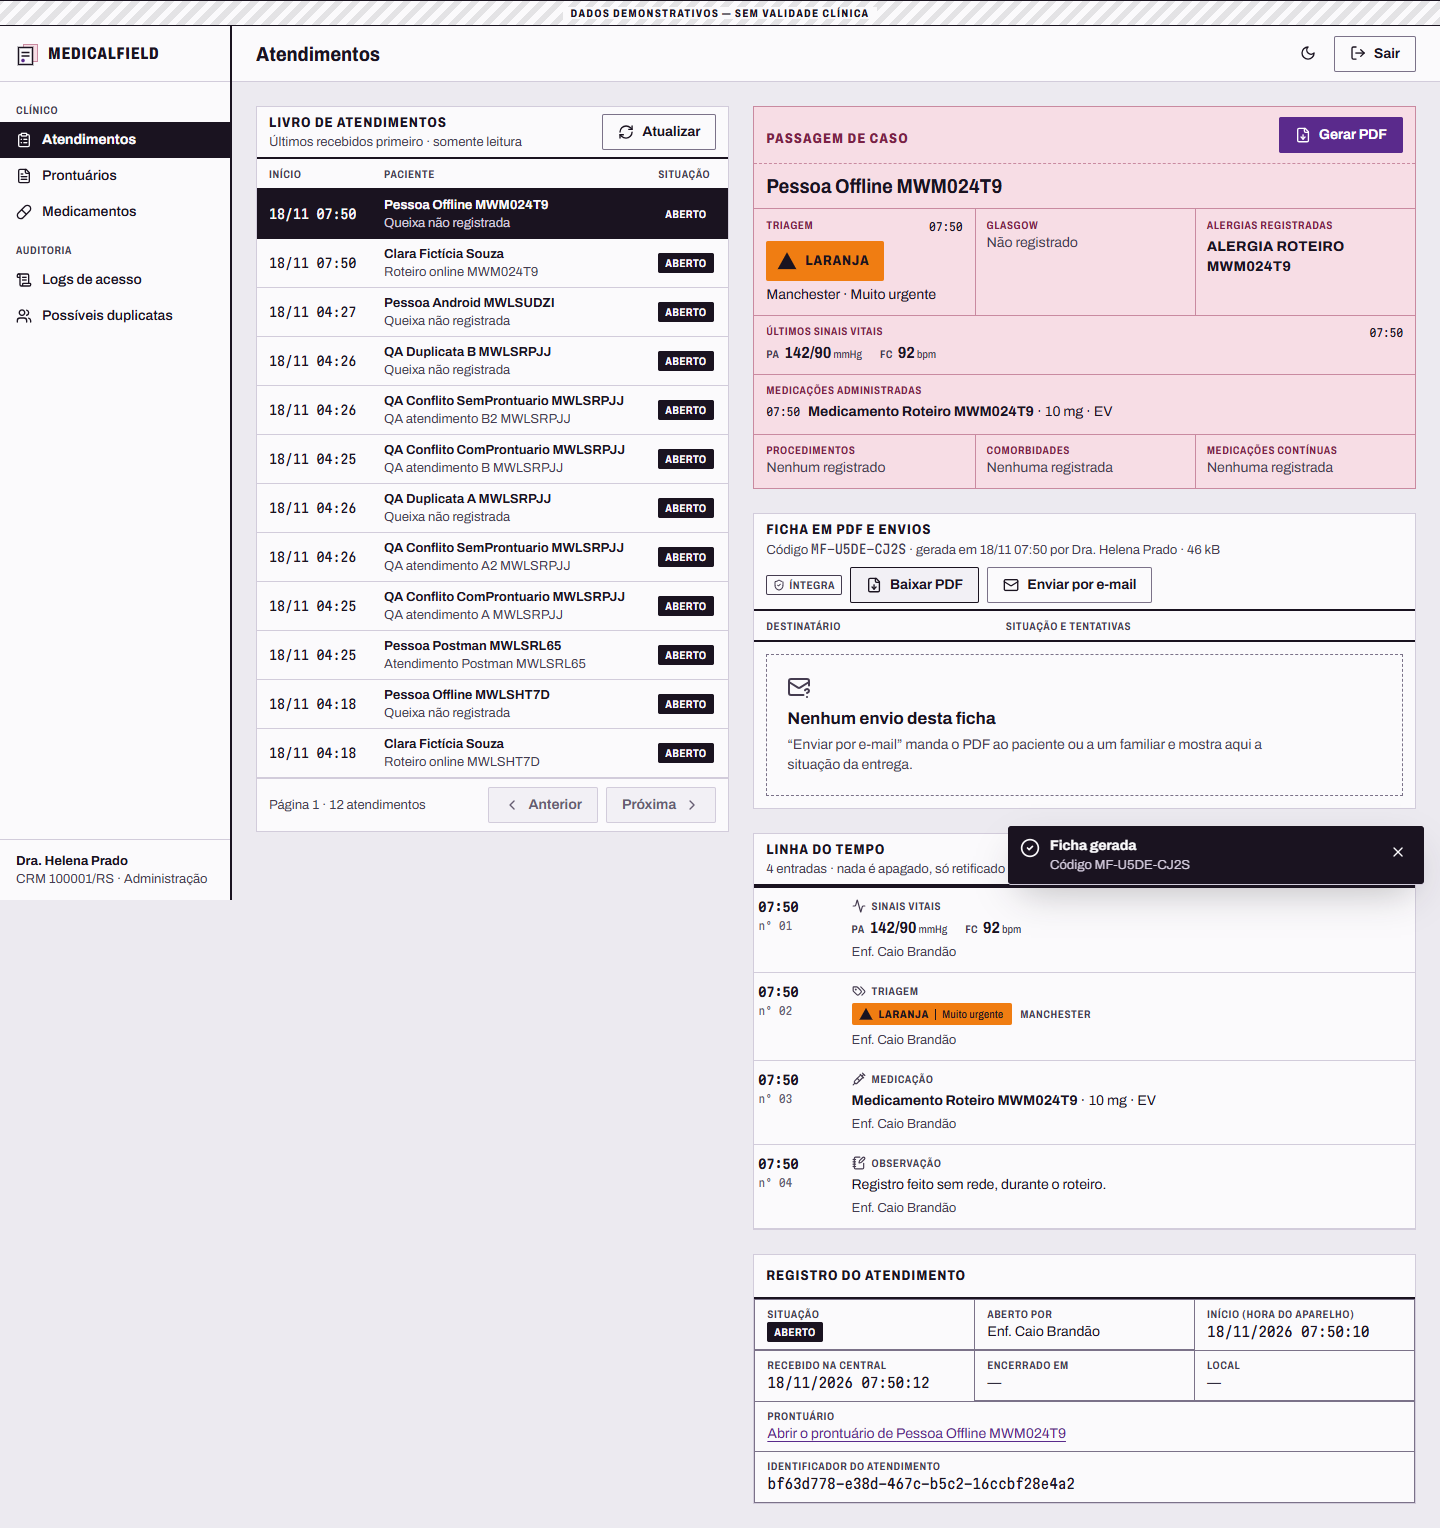 DADOS DEMONSTRATIVOS — SEM VALIDADE CLÍNICA
MEDICALFIELD
Atendimentos
Sair
CLÍNICO
Atendimentos
Prontuários
Medicamentos
AUDITORIA
Logs de acesso
Possíveis duplicatas
Dra. Helena Prado
CRM 100001/RS · Administração
LIVRO DE ATENDIMENTOS
Últimos recebidos primeiro · somente leitura
Atualizar
INÍCIO PACIENTE SITUAÇÃO
18/11 07:50 Pessoa Offline MWM024T9 ABERTO
Queixa não registrada
18/11 07:50 Clara Fictícia Souza ABERTO
Roteiro online MWM024T9
18/11 04:27 Pessoa Android MWLSUDZI ABERTO
Queixa não registrada
18/11 04:26 QA Duplicata B MWLSRPJJ ABERTO
Queixa não registrada
18/11 04:26 QA Conflito SemProntuario MWLSRPJJ ABERTO
QA atendimento B2 MWLSRPJJ
18/11 04:25 QA Conflito ComProntuario MWLSRPJJ ABERTO
QA atendimento B MWLSRPJJ
18/11 04:26 QA Duplicata A MWLSRPJJ ABERTO
Queixa não registrada
18/11 04:26 QA Conflito SemProntuario MWLSRPJJ ABERTO
QA atendimento A2 MWLSRPJJ
18/11 04:25 QA Conflito ComProntuario MWLSRPJJ ABERTO
QA atendimento A MWLSRPJJ
18/11 04:25 Pessoa Postman MWLSRL65 ABERTO
Atendimento Postman MWLSRL65
18/11 04:18 Pessoa Offline MWLSHT7D ABERTO
Queixa não registrada
18/11 04:18 Clara Fictícia Souza ABERTO
Roteiro online MWLSHT7D
Página 1 · 12 atendimentos
Anterior
Próxima
PASSAGEM DE CASO
Gerar PDF
Pessoa Offline MWM024T9
TRIAGEM 07:50
LARANJA
Manchester · Muito urgente
GLASGOW
Não registrado
ALERGIAS REGISTRADAS
ALERGIA ROTEIRO
MWM024T9
ÚLTIMOS SINAIS VITAIS 07:50
PA 142/90 mmHg FC 92 bpm
MEDICAÇÕES ADMINISTRADAS
07:50 Medicamento Roteiro MWM024T9 · 10 mg · EV
PROCEDIMENTOS
Nenhum registrado
COMORBIDADES
Nenhuma registrada
MEDICAÇÕES CONTÍNUAS
Nenhuma registrada
FICHA EM PDF E ENVIOS
Código MF-U5DE-CJ2S · gerada em 18/11 07:50 por Dra. Helena Prado · 46 kB
ÍNTEGRA
Baixar PDF
Enviar por e-mail
DESTINATÁRIO SITUAÇÃO E TENTATIVAS
Nenhum envio desta ficha
“Enviar por e-mail” manda o PDF ao paciente ou a um familiar e mostra aqui a
situação da entrega.
LINHA DO TEMPO
4 entradas · nada é apagado, só retificado
Ficha gerada
Código MF-U5DE-CJ2S
07:50 SINAIS VITAIS
n° 01 PA 142/90 mmHg FC 92 bpm
Enf. Caio Brandão
07:50 TRIAGEM
n° 02 LARANJA | Muito urgente MANCHESTER
Enf. Caio Brandão
07:50 MEDICAÇÃO
n° 03 Medicamento Roteiro MWM024T9 · 10 mg · EV
Enf. Caio Brandão
07:50 OBSERVAÇÃO
n° 04 Registro feito sem rede, durante o roteiro.
Enf. Caio Brandão
REGISTRO DO ATENDIMENTO
SITUAÇÃO
ABERTO
ABERTO POR
Enf. Caio Brandão
INÍCIO (HORA DO APARELHO)
18/11/2026 07:50:10
RECEBIDO NA CENTRAL
18/11/2026 07:50:12
ENCERRADO EM
—
LOCAL
—
PRONTUÁRIO
Abrir o prontuário de Pessoa Offline MWM024T9
IDENTIFICADOR DO ATENDIMENTO
bf63d778-e38d-467c-b5c2-16ccbf28e4a2